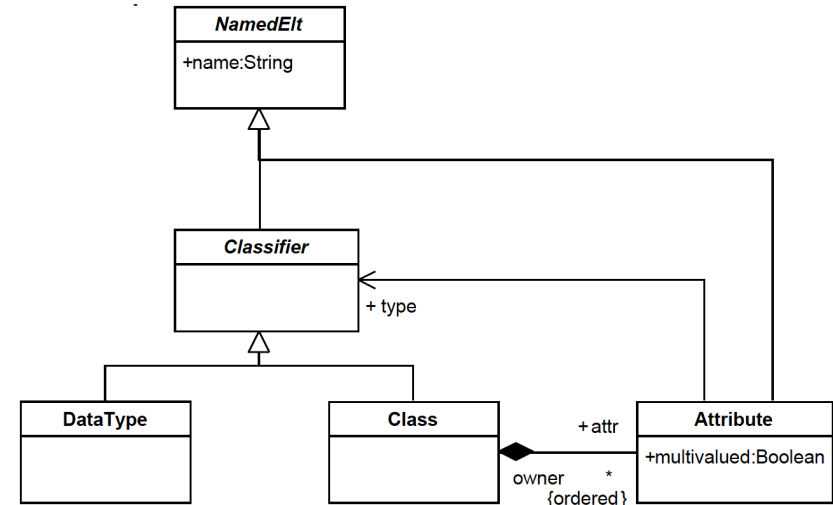 NamedElt
+name:String
Classifier
+ type
DataType
Class
+ attr
Attribute
+multivalued:Boolean
owner *
{ordered}